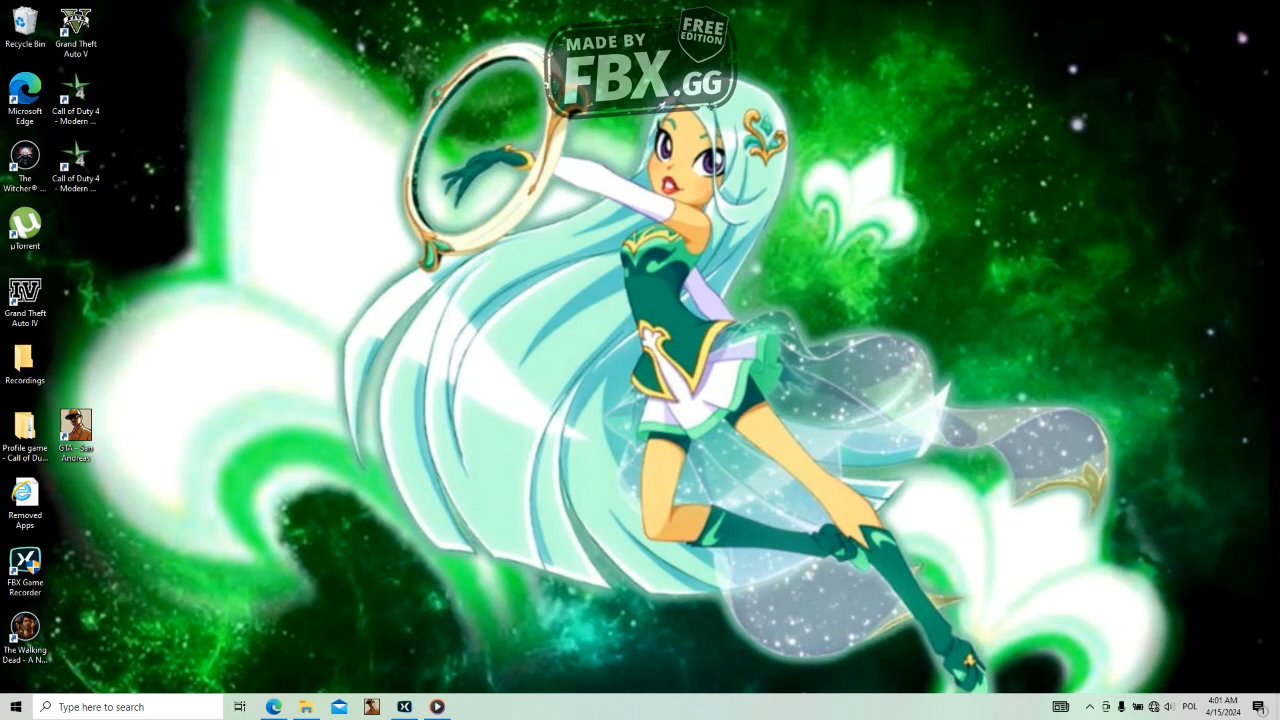 MADE BY
FREE
EDITION
FBX.GG
Recycle Bin
Grand Theft
Auto V
Microsoft
Edge
Call of Duty 4
- Modern ...
The
Witcher® ...
Call of Duty 4
- Modern ...
µTorrent
Grand Theft
Auto IV
Recordings
Profile game
- Call of Du...
GTA - San
Andreas
Removed
Apps
FBX Game
Recorder
The Walking
Dead - A N...
Type here to search
POL
4:01 AM
4/15/2024
1